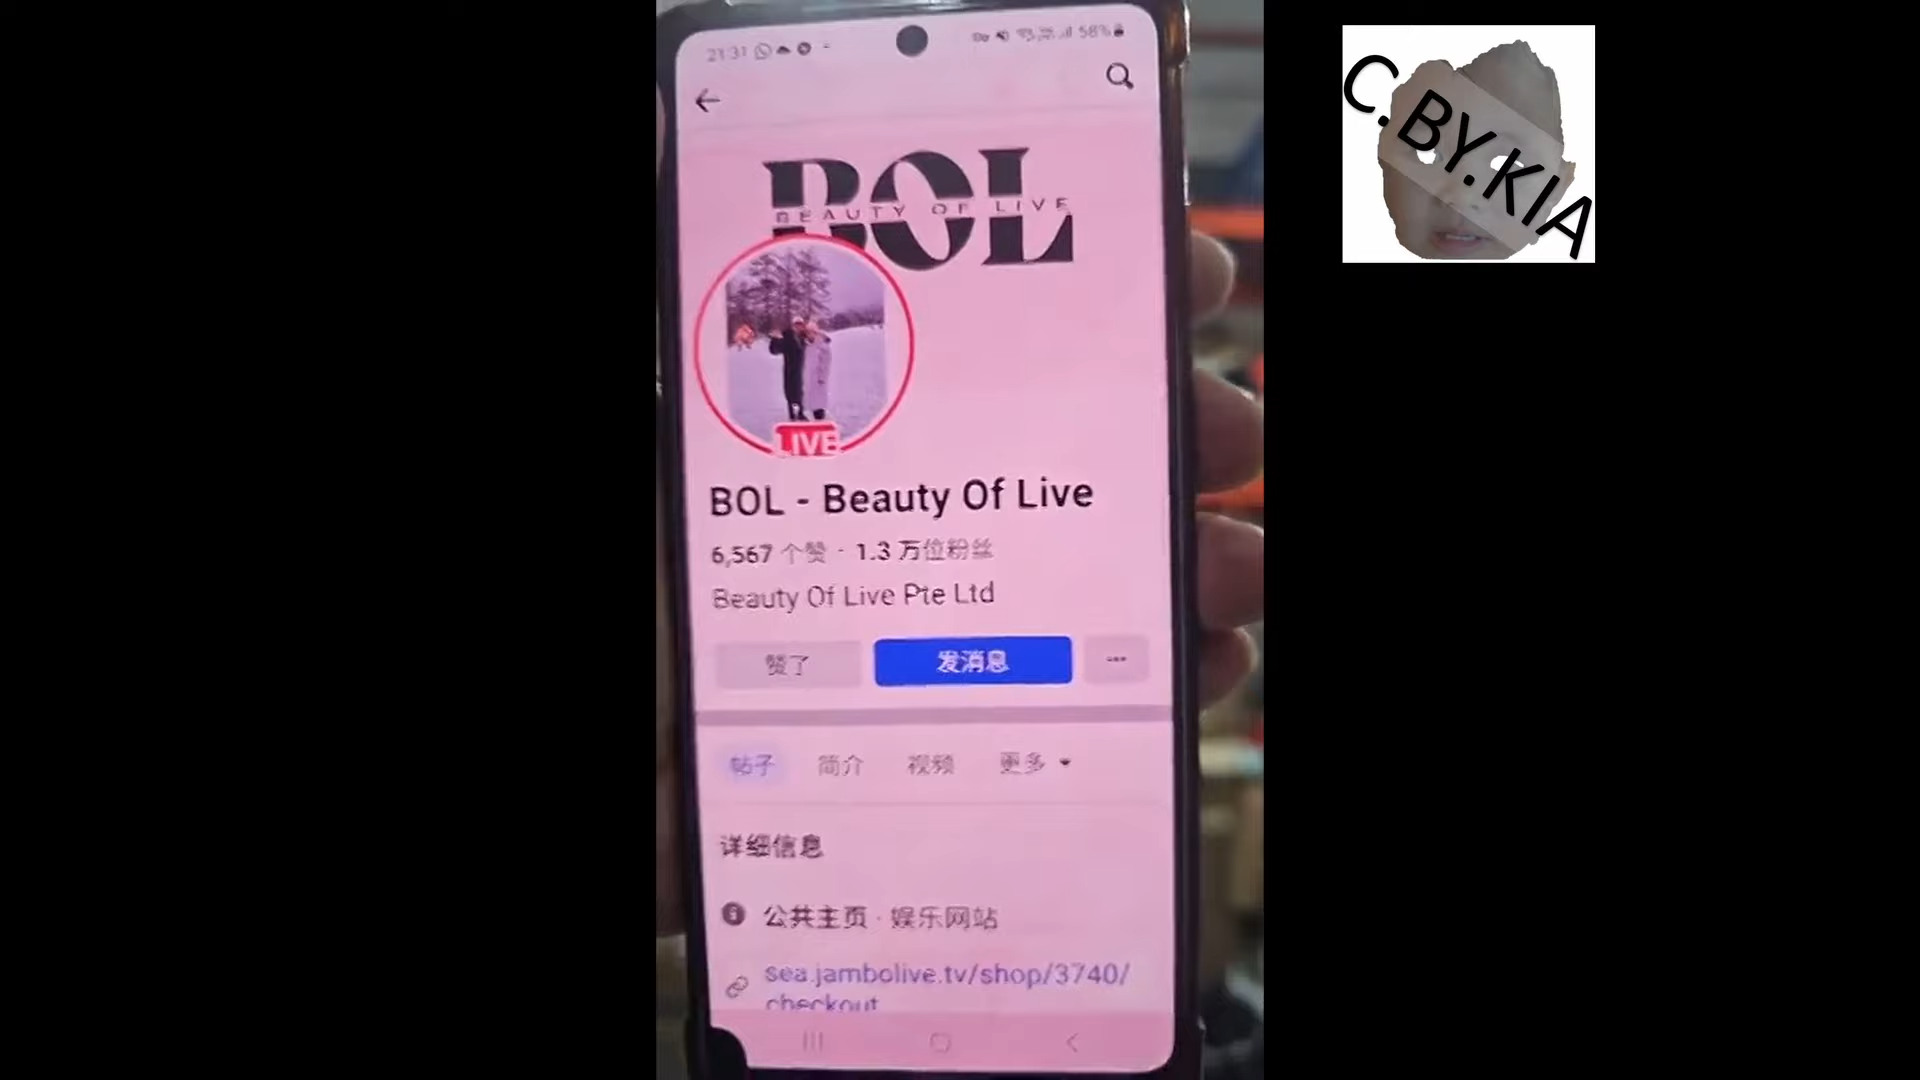 21:31
58%
BOL
BEAUTY OF LIVE
LIVE
BOL - Beauty Of Live
6,567 个赞 · 1.3 万位粉丝
Beauty Of Live Pte Ltd
赞了
发消息
帖子
简介
视频
更多
详细信息
公共主页 · 娱乐网站
sea.jambolive.tv/shop/3740/
checkout
C.BY.KIA